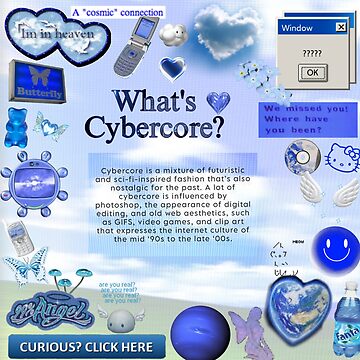 A "cosmic" connection
Im in heaven
Window
?????
OK
Butterfly
What's
Cybercore?
We missed you!
Where have
you been?
Cybercore is a mixture of futuristic
and sci-fi-inspired fashion that's also
nostalgic for the past. A lot of
cybercore is influenced by
photoshop, the appearance of digital
editing, and old web aesthetics, such
as GIFS, video games, and clip art
that expresses the internet culture of
the mid '90s to the late '00s.
are you real?
are you real?
are you real?
Angel
Fanta
CURIOUS? CLICK HERE